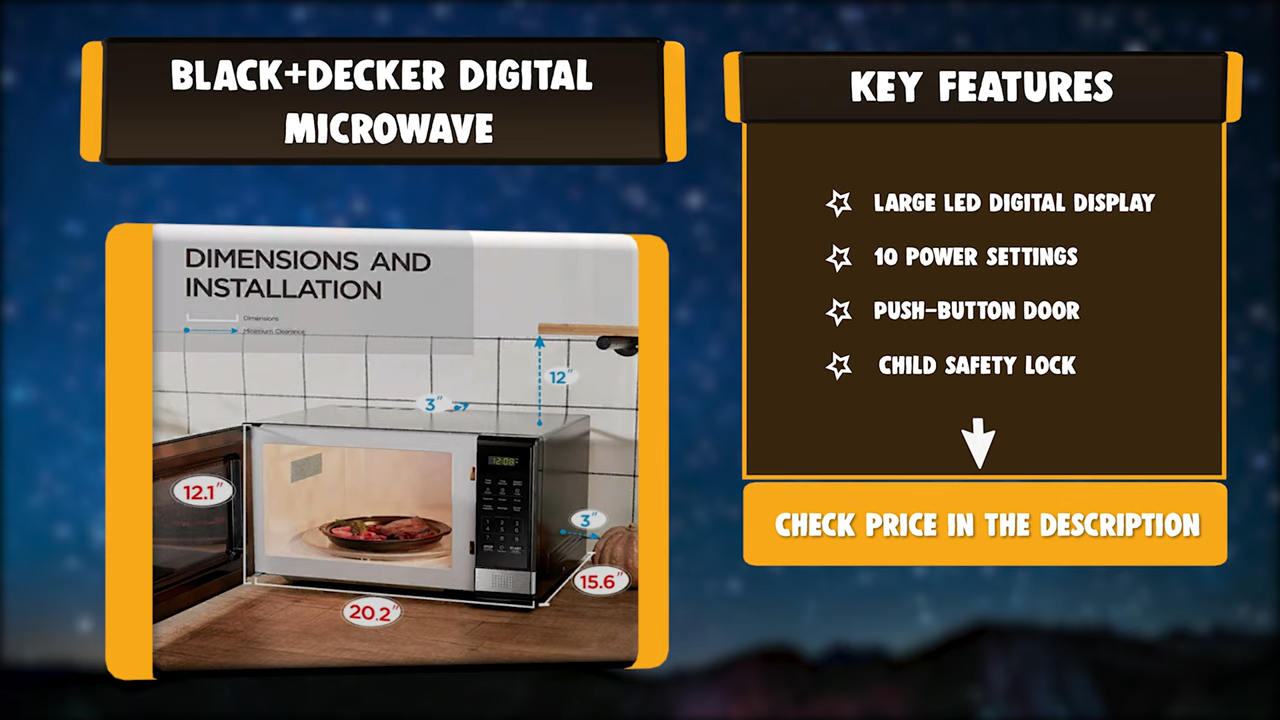 BLACK+DECKER DIGITAL
MICROWAVE
KEY FEATURES
LARGE LED DIGITAL DISPLAY
10 POWER SETTINGS
PUSH-BUTTON DOOR
CHILD SAFETY LOCK
CHECK PRICE IN THE DESCRIPTION
DIMENSIONS AND
INSTALLATION
Dimensions
Minimum Clearance
12"
3"
12:08
12.1"
3"
15.6"
20.2"